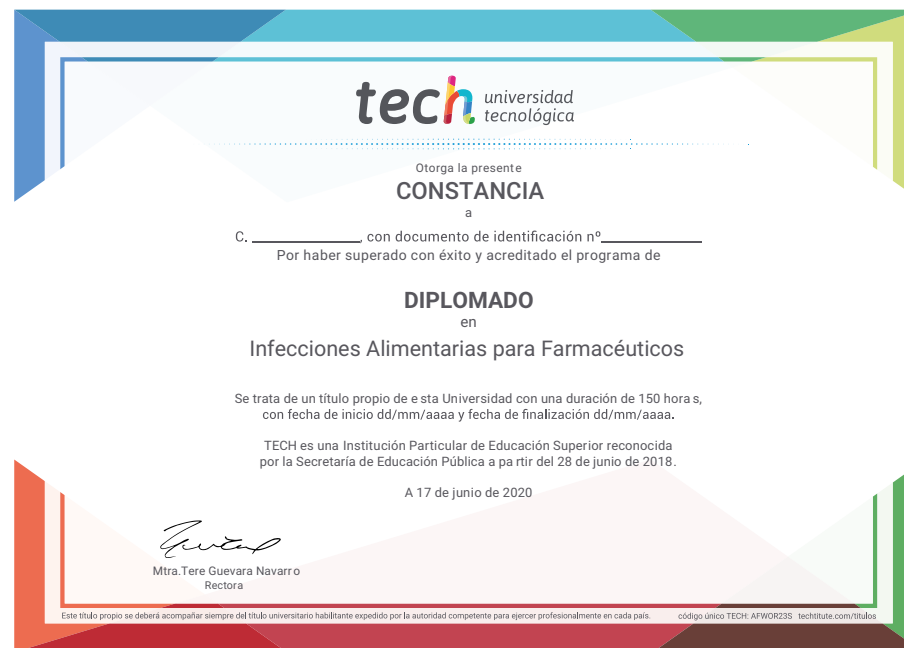 tech universidad
tecnológica
Otorga la presente
CONSTANCIA
a
C. ____________, con documento de identificación nº____________
Por haber superado con éxito y acreditado el programa de
DIPLOMADO
en
Infecciones Alimentarias para Farmacéuticos
Se trata de un título propio de e sta Universidad con una duración de 150 hora s,
con fecha de inicio dd/mm/aaaa y fecha de finalización dd/mm/aaaa.
TECH es una Institución Particular de Educación Superior reconocida
por la Secretaría de Educación Pública a pa rtir del 28 de junio de 2018.
A 17 de junio de 2020
Mtra.Tere Guevara Navarro
Rectora
Este título propio se deberá acompañar siempre del título universitario habilitante expedido por la autoridad competente para ejercer profesionalmente en cada país. código único TECH: AFWOR23S techtitute.com/titulos